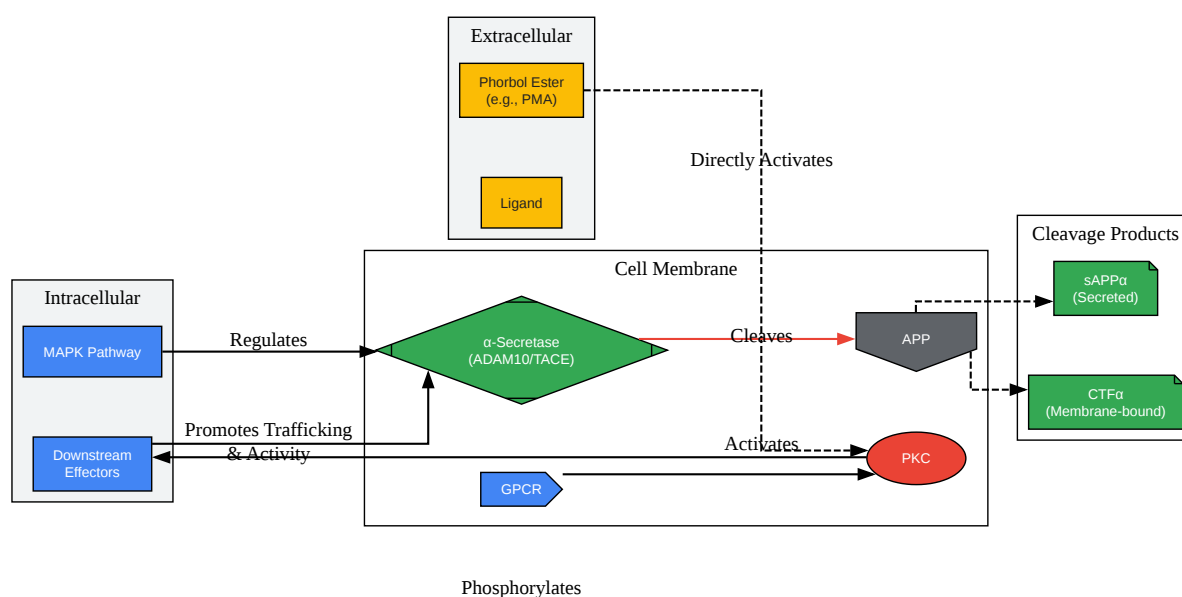 Extracellular
Phorbol Ester
(e.g., PMA)
Directly Activates
Ligand
Cleavage Products
Cell Membrane
sAPPα
(Secreted)
Intracellular
MAPK Pathway
Regulates
α-Secretase
(ADAM10/TACE)
Cleaves
APP
CTFα
(Membrane-bound)
Downstream
Effectors
Promotes Trafficking
& Activity
Activates
PKC
GPCR
Phosphorylates